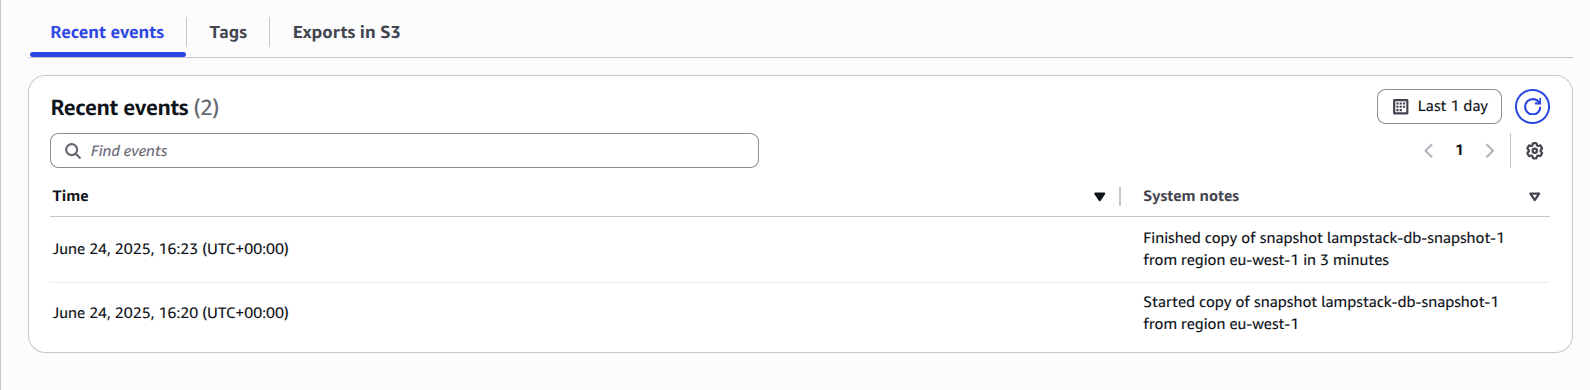 Recent events
Tags
Exports in S3
Recent events (2)
Last 1 day
Find events
1
Time
System notes
June 24, 2025, 16:23 (UTC+00:00)
Finished copy of snapshot lampstack-db-snapshot-1
from region eu-west-1 in 3 minutes
June 24, 2025, 16:20 (UTC+00:00)
Started copy of snapshot lampstack-db-snapshot-1
from region eu-west-1